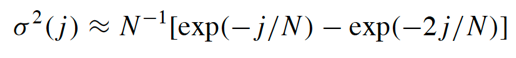 σ²(j) ≈ N⁻¹[exp(−j/N) − exp(−2j/N)]